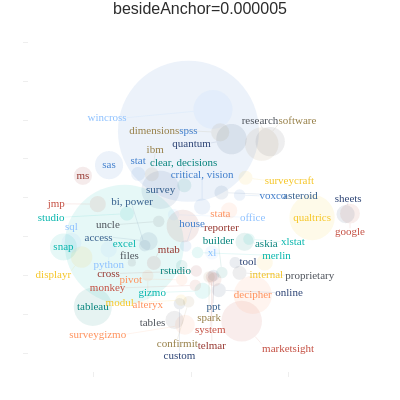 besideAnchor=0.000005
wincross
researchsoftware
dimensionsspss
quantum
ibm
sas
stat
clear, decisions
critical, vision
ms
surveycraft
survey
voxco
asteroid
sheets
jmp
bi, power
studio
stata
office
qualtrics
sql
uncle
house
reporter
google
access
excel
builder
askia
xlstat
snap
files
mtab
xl
merlin
python
rstudio
tool
displayr
cross
pivot
internal
proprietary
monkey
gizmo
decipher
online
tableau
modul
alteryx
ppt
tables
spark
surveygizmo
system
confirmit
telmar
custom
marketsight